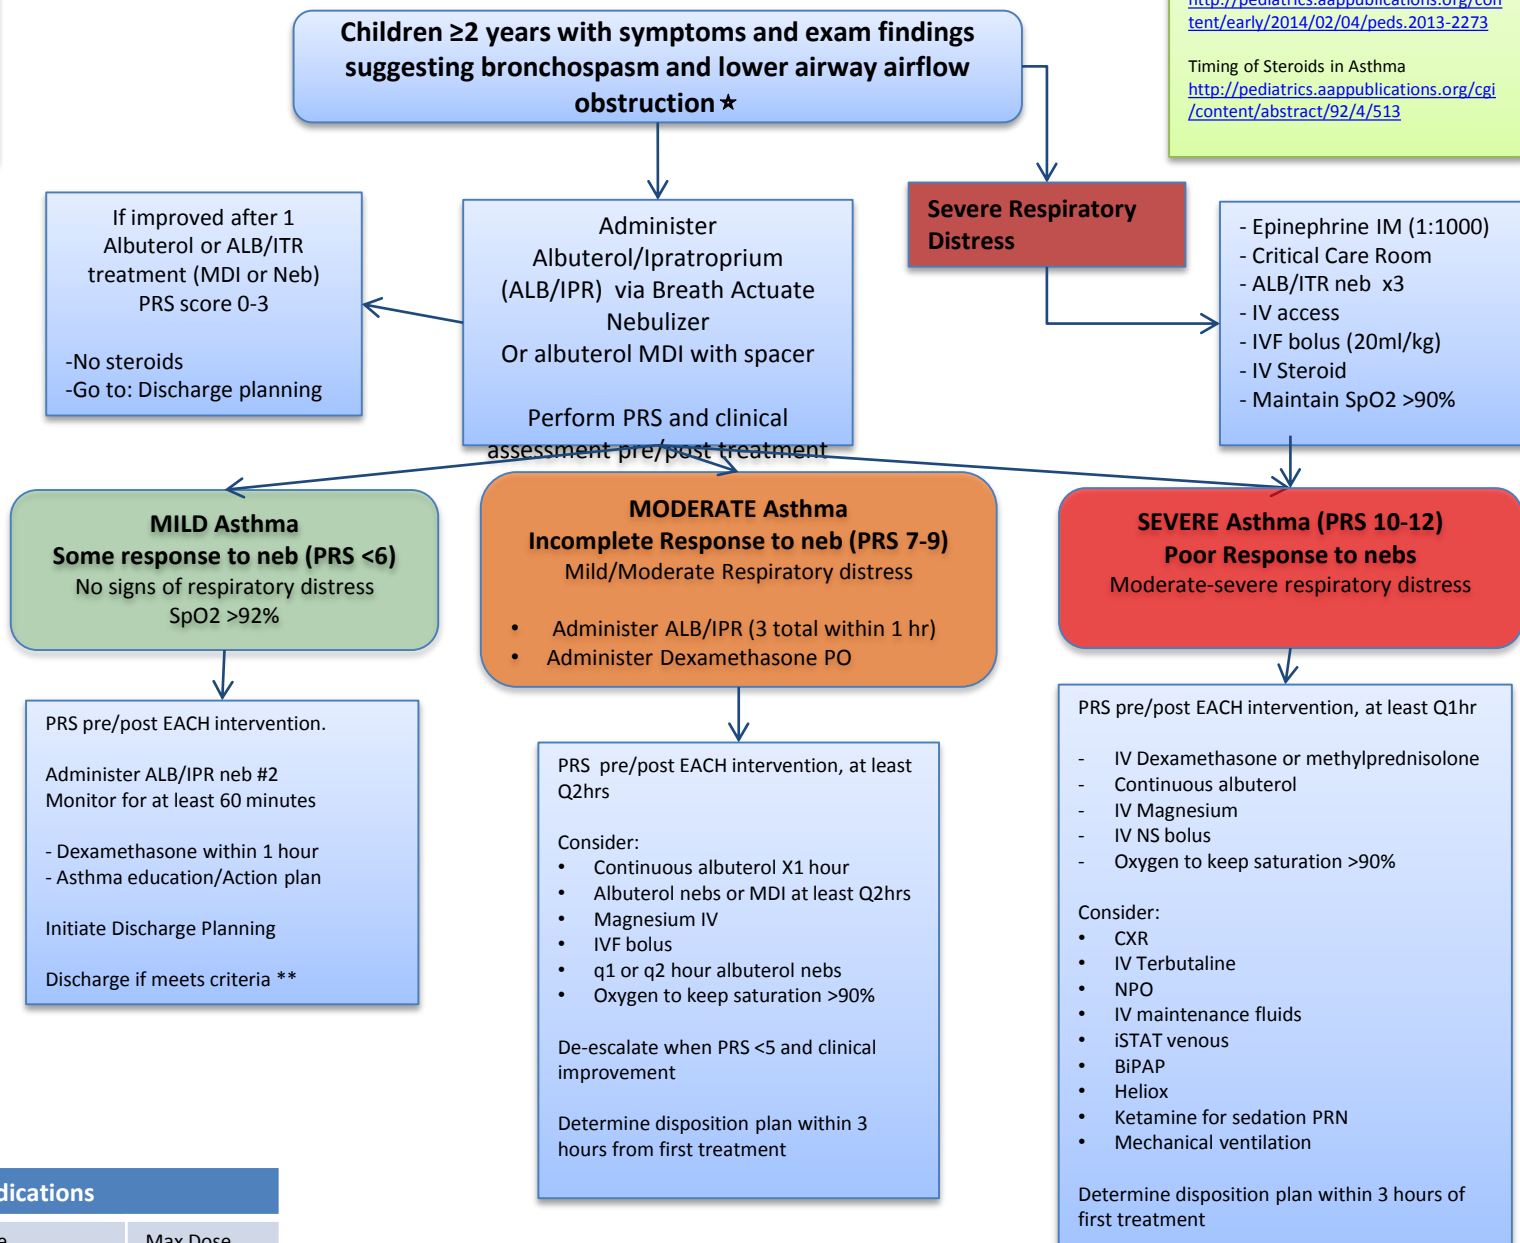 http://pediatrics.aappublications.org/con
tent/early/2014/02/04/peds.2013-2273
Timing of Steroids in Asthma
http://pediatrics.aappublications.org/cgi
/content/abstract/92/4/513
Children ≥2 years with symptoms and exam findings
suggesting bronchospasm and lower airway airflow
obstruction ★
If improved after 1
Albuterol or ALB/ITR
treatment (MDI or Neb)
PRS score 0-3
-No steroids
-Go to: Discharge planning
Administer
Albuterol/Ipratroprium
(ALB/IPR) via Breath Actuate
Nebulizer
Or albuterol MDI with spacer
Perform PRS and clinical
assessment pre/post treatment
Severe Respiratory
Distress
- Epinephrine IM (1:1000)
- Critical Care Room
- ALB/ITR neb x3
- IV access
- IVF bolus (20ml/kg)
- IV Steroid
- Maintain SpO2 >90%
MILD Asthma
Some response to neb (PRS <6)
No signs of respiratory distress
SpO2 >92%
MODERATE Asthma
Incomplete Response to neb (PRS 7-9)
Mild/Moderate Respiratory distress
• Administer ALB/IPR (3 total within 1 hr)
• Administer Dexamethasone PO
SEVERE Asthma (PRS 10-12)
Poor Response to nebs
Moderate-severe respiratory distress
PRS pre/post EACH intervention.
Administer ALB/IPR neb #2
Monitor for at least 60 minutes
- Dexamethasone within 1 hour
- Asthma education/Action plan
Initiate Discharge Planning
Discharge if meets criteria **
PRS pre/post EACH intervention, at least
Q2hrs
Consider:
• Continuous albuterol X1 hour
• Albuterol nebs or MDI at least Q2hrs
• Magnesium IV
• IVF bolus
• q1 or q2 hour albuterol nebs
• Oxygen to keep saturation >90%
De-escalate when PRS <5 and clinical
improvement
Determine disposition plan within 3
hours from first treatment
PRS pre/post EACH intervention, at least Q1hr
- IV Dexamethasone or methylprednisolone
- Continuous albuterol
- IV Magnesium
- IV NS bolus
- Oxygen to keep saturation >90%
Consider:
• CXR
• IV Terbutaline
• NPO
• IV maintenance fluids
• iSTAT venous
• BiPAP
• Heliox
• Ketamine for sedation PRN
• Mechanical ventilation
Determine disposition plan within 3 hours of
first treatment
dications
Max Dose